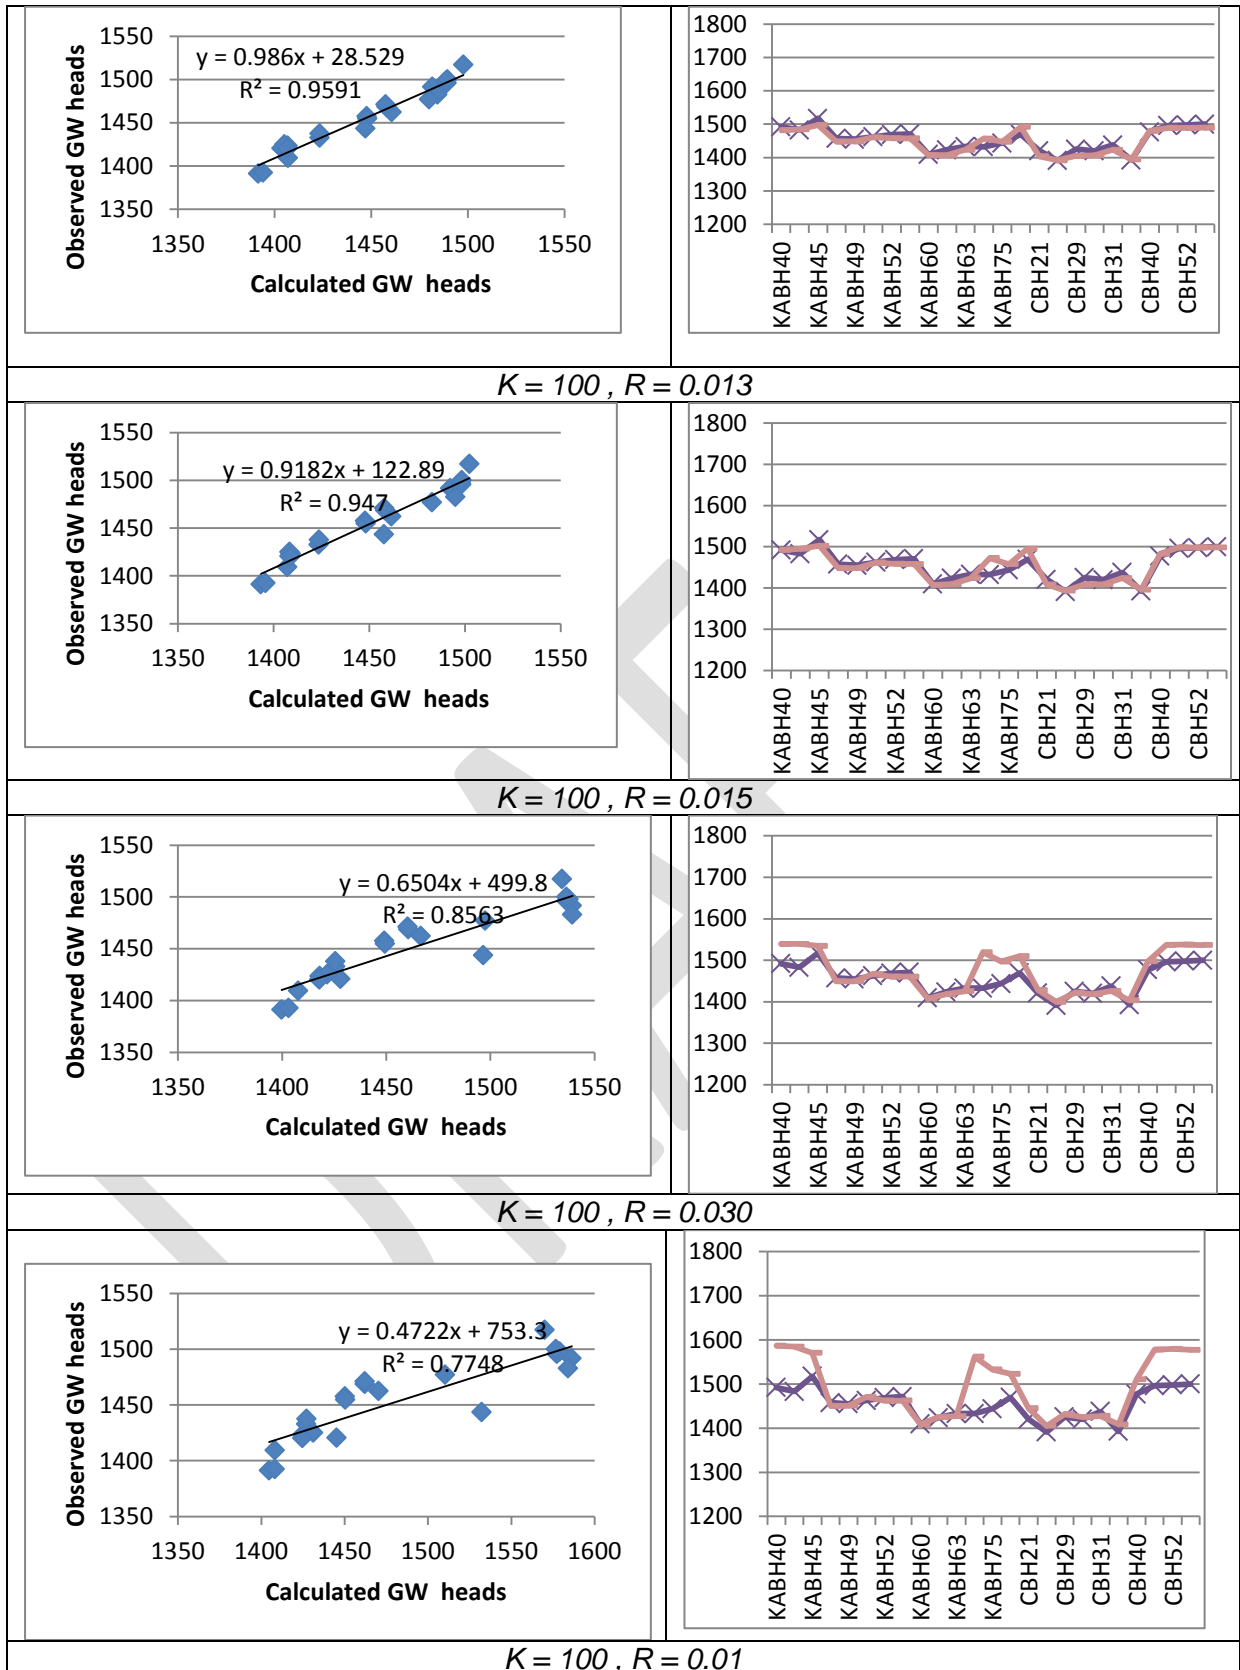 1550
1500
1450
1400
1350
1350 1400 1450 1500 1550
y = 0.986x + 28.529
R² = 0.9591
Observed GW heads
Calculated GW heads
1800
1700
1600
1500
1400
1300
1200
KABH40
KABH45
KABH49
KABH52
KABH60
KABH63
KABH75
CBH21
CBH29
CBH31
CBH40
CBH52
K = 100 , R = 0.013
1550
1500
1450
1400
1350
1350 1400 1450 1500 1550
y = 0.9182x + 122.89
R² = 0.947
Observed GW heads
Calculated GW heads
1800
1700
1600
1500
1400
1300
1200
KABH40
KABH45
KABH49
KABH52
KABH60
KABH63
KABH75
CBH21
CBH29
CBH31
CBH40
CBH52
K = 100 , R = 0.015
1550
1500
1450
1400
1350
1350 1400 1450 1500 1550
y = 0.6504x + 499.8
R² = 0.8563
Observed GW heads
Calculated GW heads
1800
1700
1600
1500
1400
1300
1200
KABH40
KABH45
KABH49
KABH52
KABH60
KABH63
KABH75
CBH21
CBH29
CBH31
CBH40
CBH52
K = 100 , R = 0.030
1550
1500
1450
1400
1350
1350 1400 1450 1500 1550 1600
y = 0.4722x + 753.3
R² = 0.7748
Observed GW heads
Calculated GW heads
1800
1700
1600
1500
1400
1300
1200
KABH40
KABH45
KABH49
KABH52
KABH60
KABH63
KABH75
CBH21
CBH29
CBH31
CBH40
CBH52
K = 100 , R = 0.01